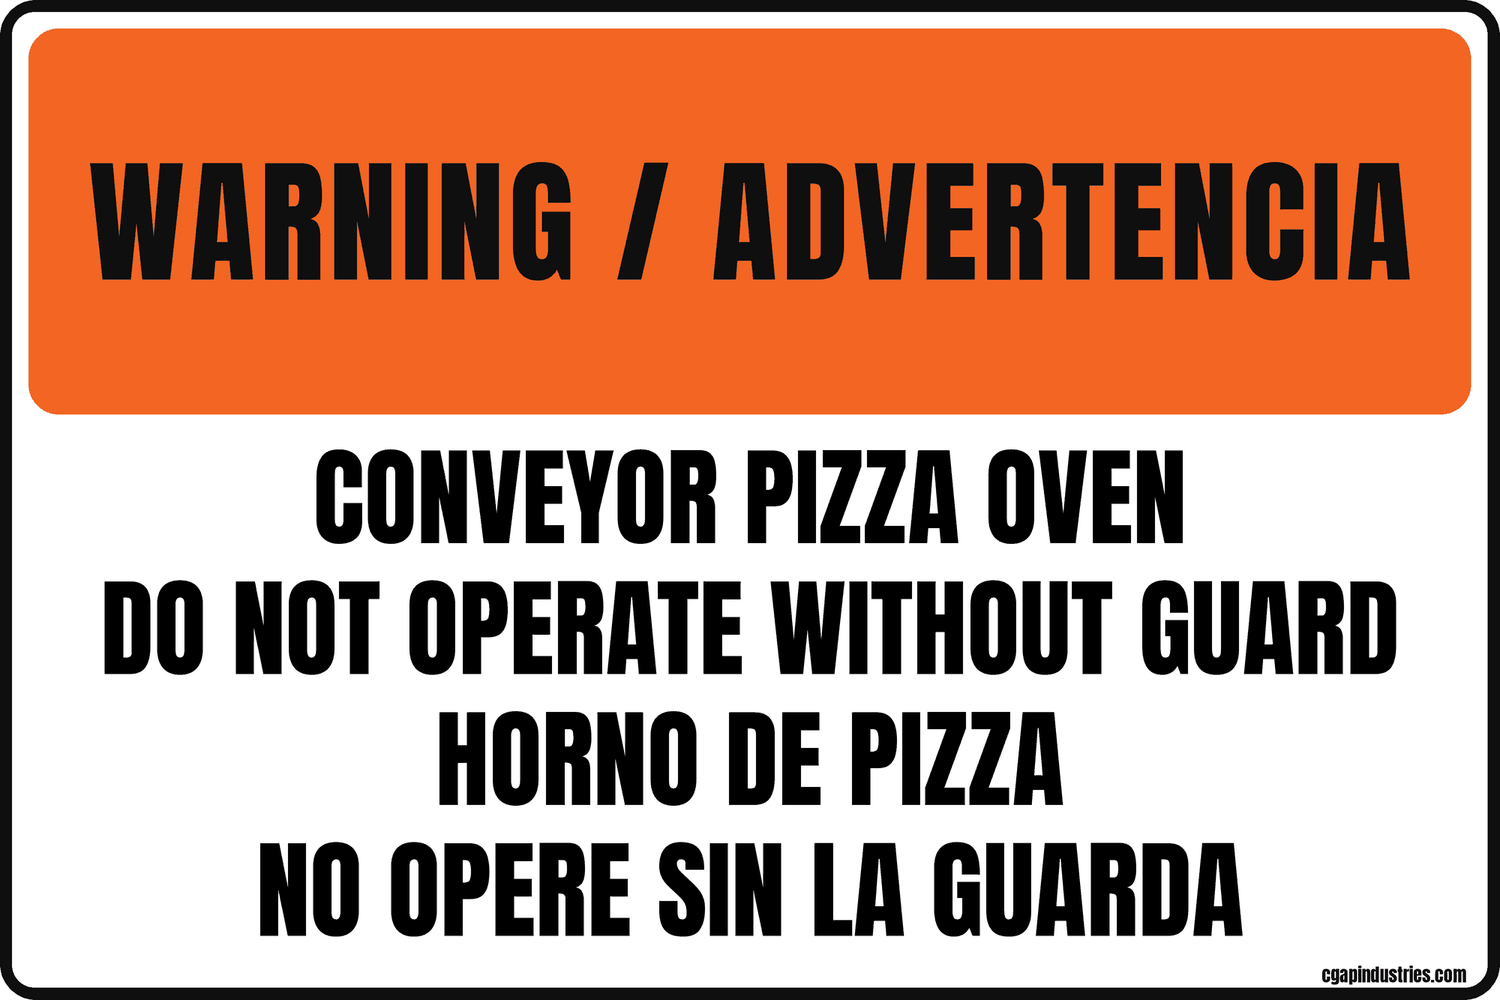 WARNING / ADVERTENCIA
CONVEYOR PIZZA OVEN
DO NOT OPERATE WITHOUT GUARD
HORNO DE PIZZA
NO OPERE SIN LA GUARDA
cgapindustries.com